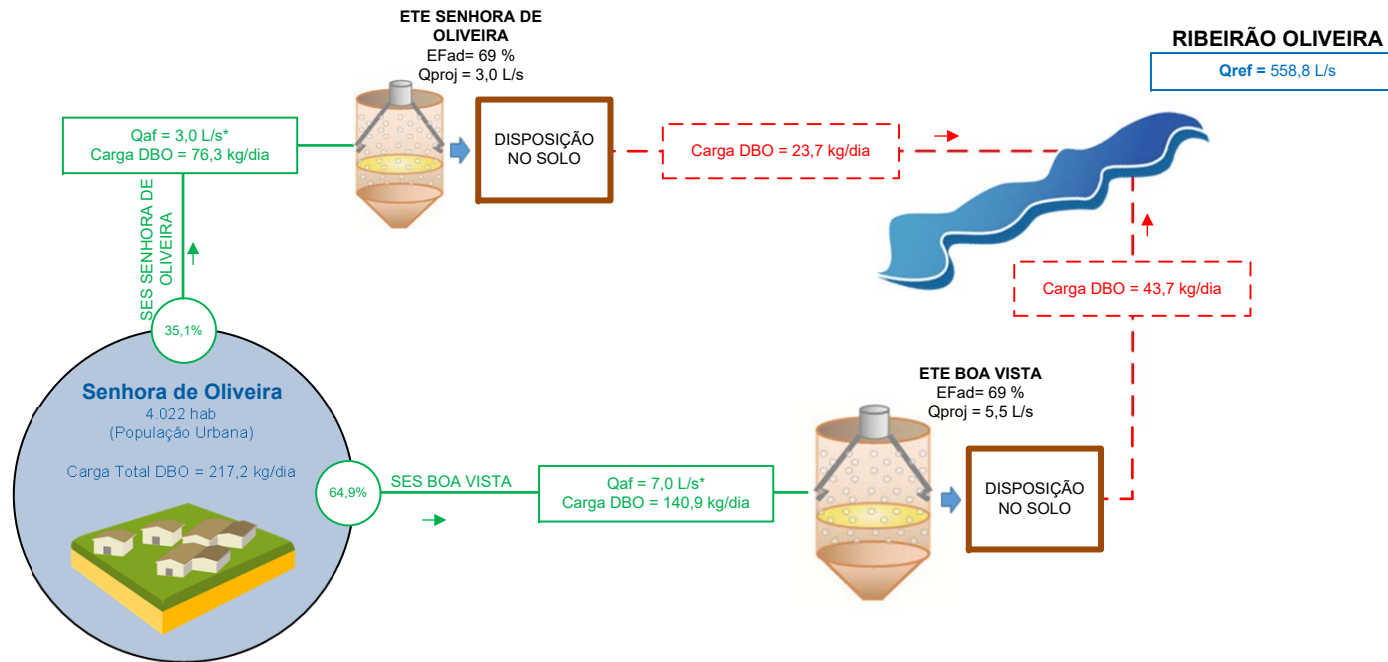 ETE SENHORA DE
OLIVEIRA
EFad= 69 %
Qproj = 3,0 L/s
RIBEIRÃO OLIVEIRA
Qref = 558,8 L/s
Qaf = 3,0 L/s*
Carga DBO = 76,3 kg/dia
DISPOSIÇÃO
NO SOLO
Carga DBO = 23,7 kg/dia
SES SENHORA DE
OLIVEIRA
Carga DBO = 43,7 kg/dia
35,1%
Senhora de Oliveira
4.022 hab
(População Urbana)
Carga Total DBO = 217,2 kg/dia
64,9%
SES BOA VISTA
Qaf = 7,0 L/s*
Carga DBO = 140,9 kg/dia
ETE BOA VISTA
EFad= 69 %
Qproj = 5,5 L/s
DISPOSIÇÃO
NO SOLO